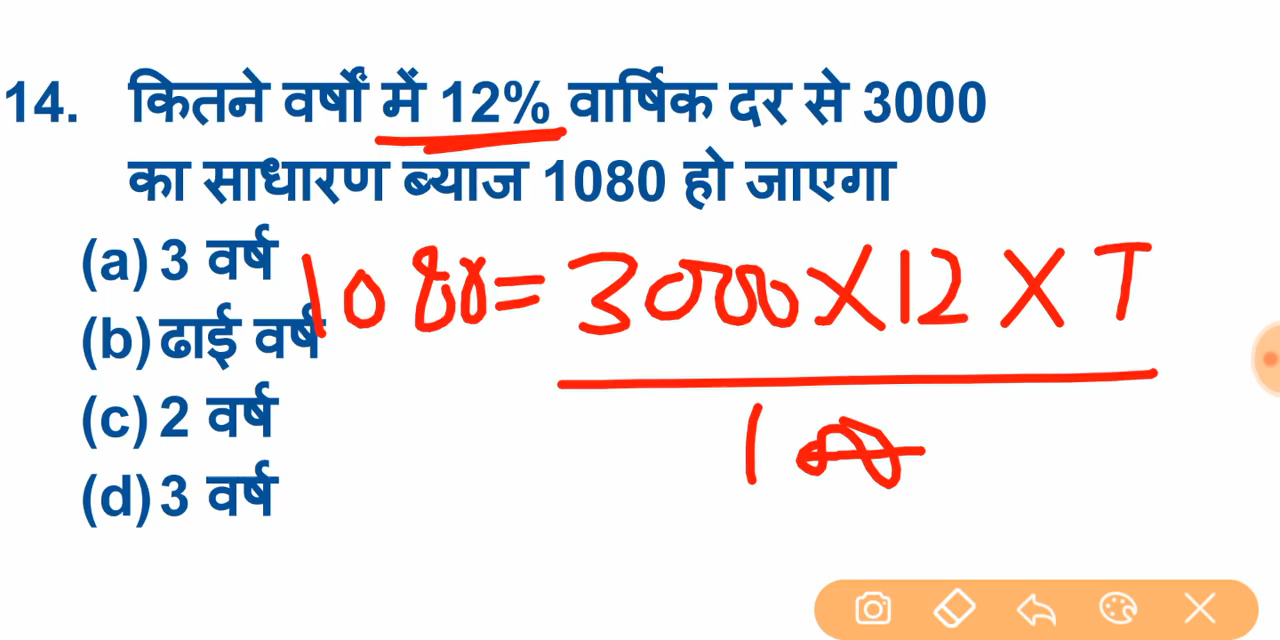 14. कितने वर्षों में 12% वार्षिक दर से 3000
का साधारण ब्याज 1080 हो जाएगा
(a) 3 वर्ष
1080 = 3000 X 12 X T
(b) ढाई वर्ष
(c) 2 वर्ष
100
(d) 3 वर्ष